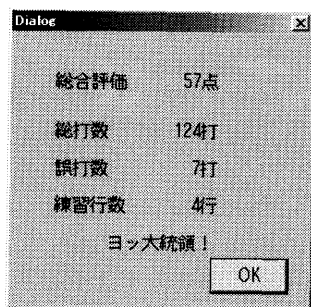 Dialog
総合評価 57点
総打数 124打
誤打数 7打
練習行数 4行
ヨッ大統領！
OK